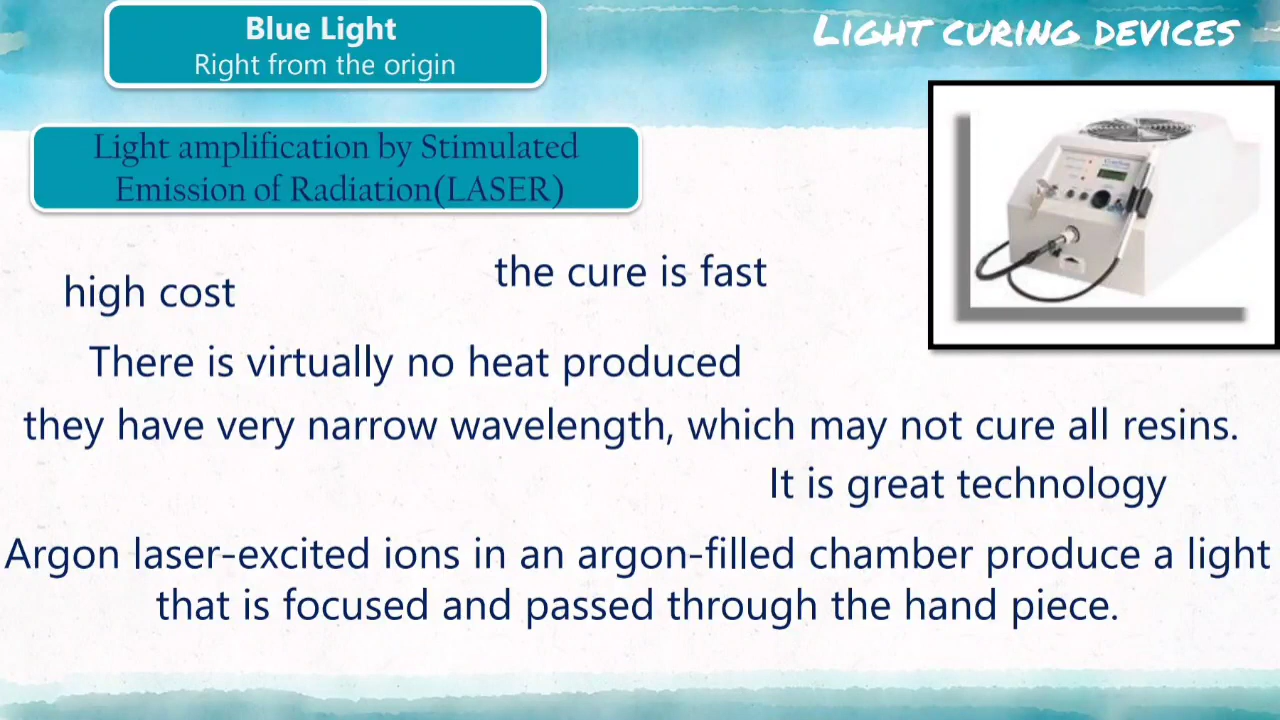 Blue Light
Right from the origin
LIGHT CURING DEVICES
Light amplification by Stimulated
Emission of Radiation(LASER)
high cost
the cure is fast
There is virtually no heat produced
they have very narrow wavelength, which may not cure all resins.
It is great technology
Argon laser-excited ions in an argon-filled chamber produce a light
that is focused and passed through the hand piece.